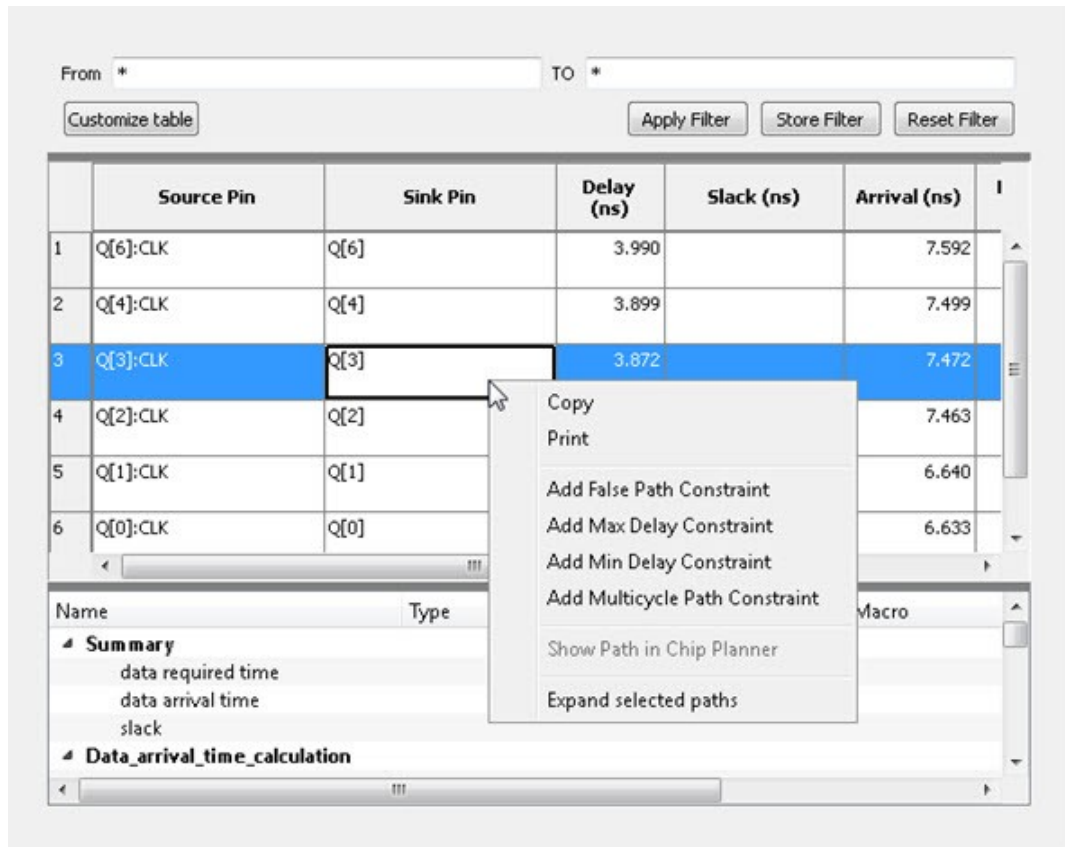 From * TO *
Customize table Apply Filter Store Filter Reset Filter
Source Pin Sink Pin Delay (ns) Slack (ns) Arrival (ns)
1 Q[6]:CLK Q[6] 3.990 7.592
2 Q[4]:CLK Q[4] 3.899 7.499
3 Q[3]:CLK Q[3] 3.872 7.472
4 Q[2]:CLK Q[2] 7.463
5 Q[1]:CLK Q[1] 6.640
6 Q[0]:CLK Q[0] 6.633
Copy
Print
Add False Path Constraint
Add Max Delay Constraint
Add Min Delay Constraint
Add Multicycle Path Constraint
Show Path in Chip Planner
Expand selected paths
Name Type Macro
Summary
data required time
data arrival time
slack
Data_arrival_time_calculation